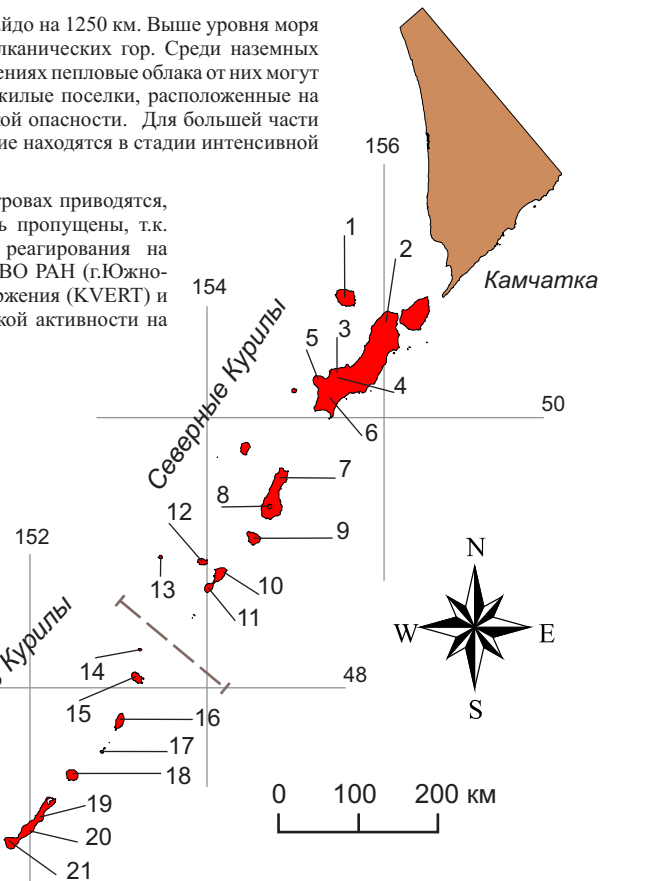 йдо на 1250 км. Выше уровня моря
лканических гор. Среди наземных
ениях пепловые облака от них могут
жилые поселки, расположенные на
кой опасности. Для большей части
ие находятся в стадии интенсивной
тровах приводятся,
ь пропущены, т.к.
реагирования на
ВО РАН (г.Южно-
ржения (KVERT) и
кой активности на
156
1
2
Камчатка
154
Северные Курилы
5
3
4
50
6
7
8
12
9
152
N
13
10
11
W
E
Курилы
14
48
S
15
16
17
18
0 100 200 км
19
20
21